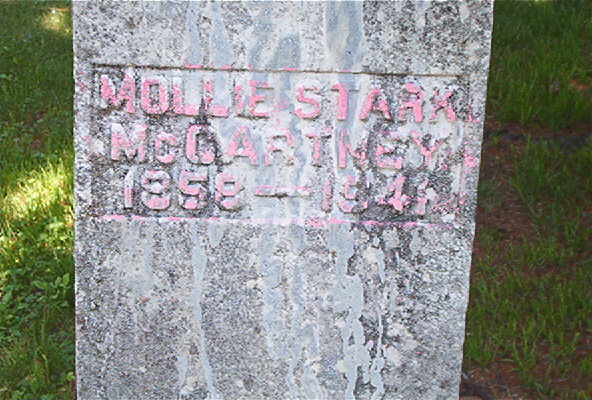 MOLLIE STARK
McCARTNEY
1858 — 1941